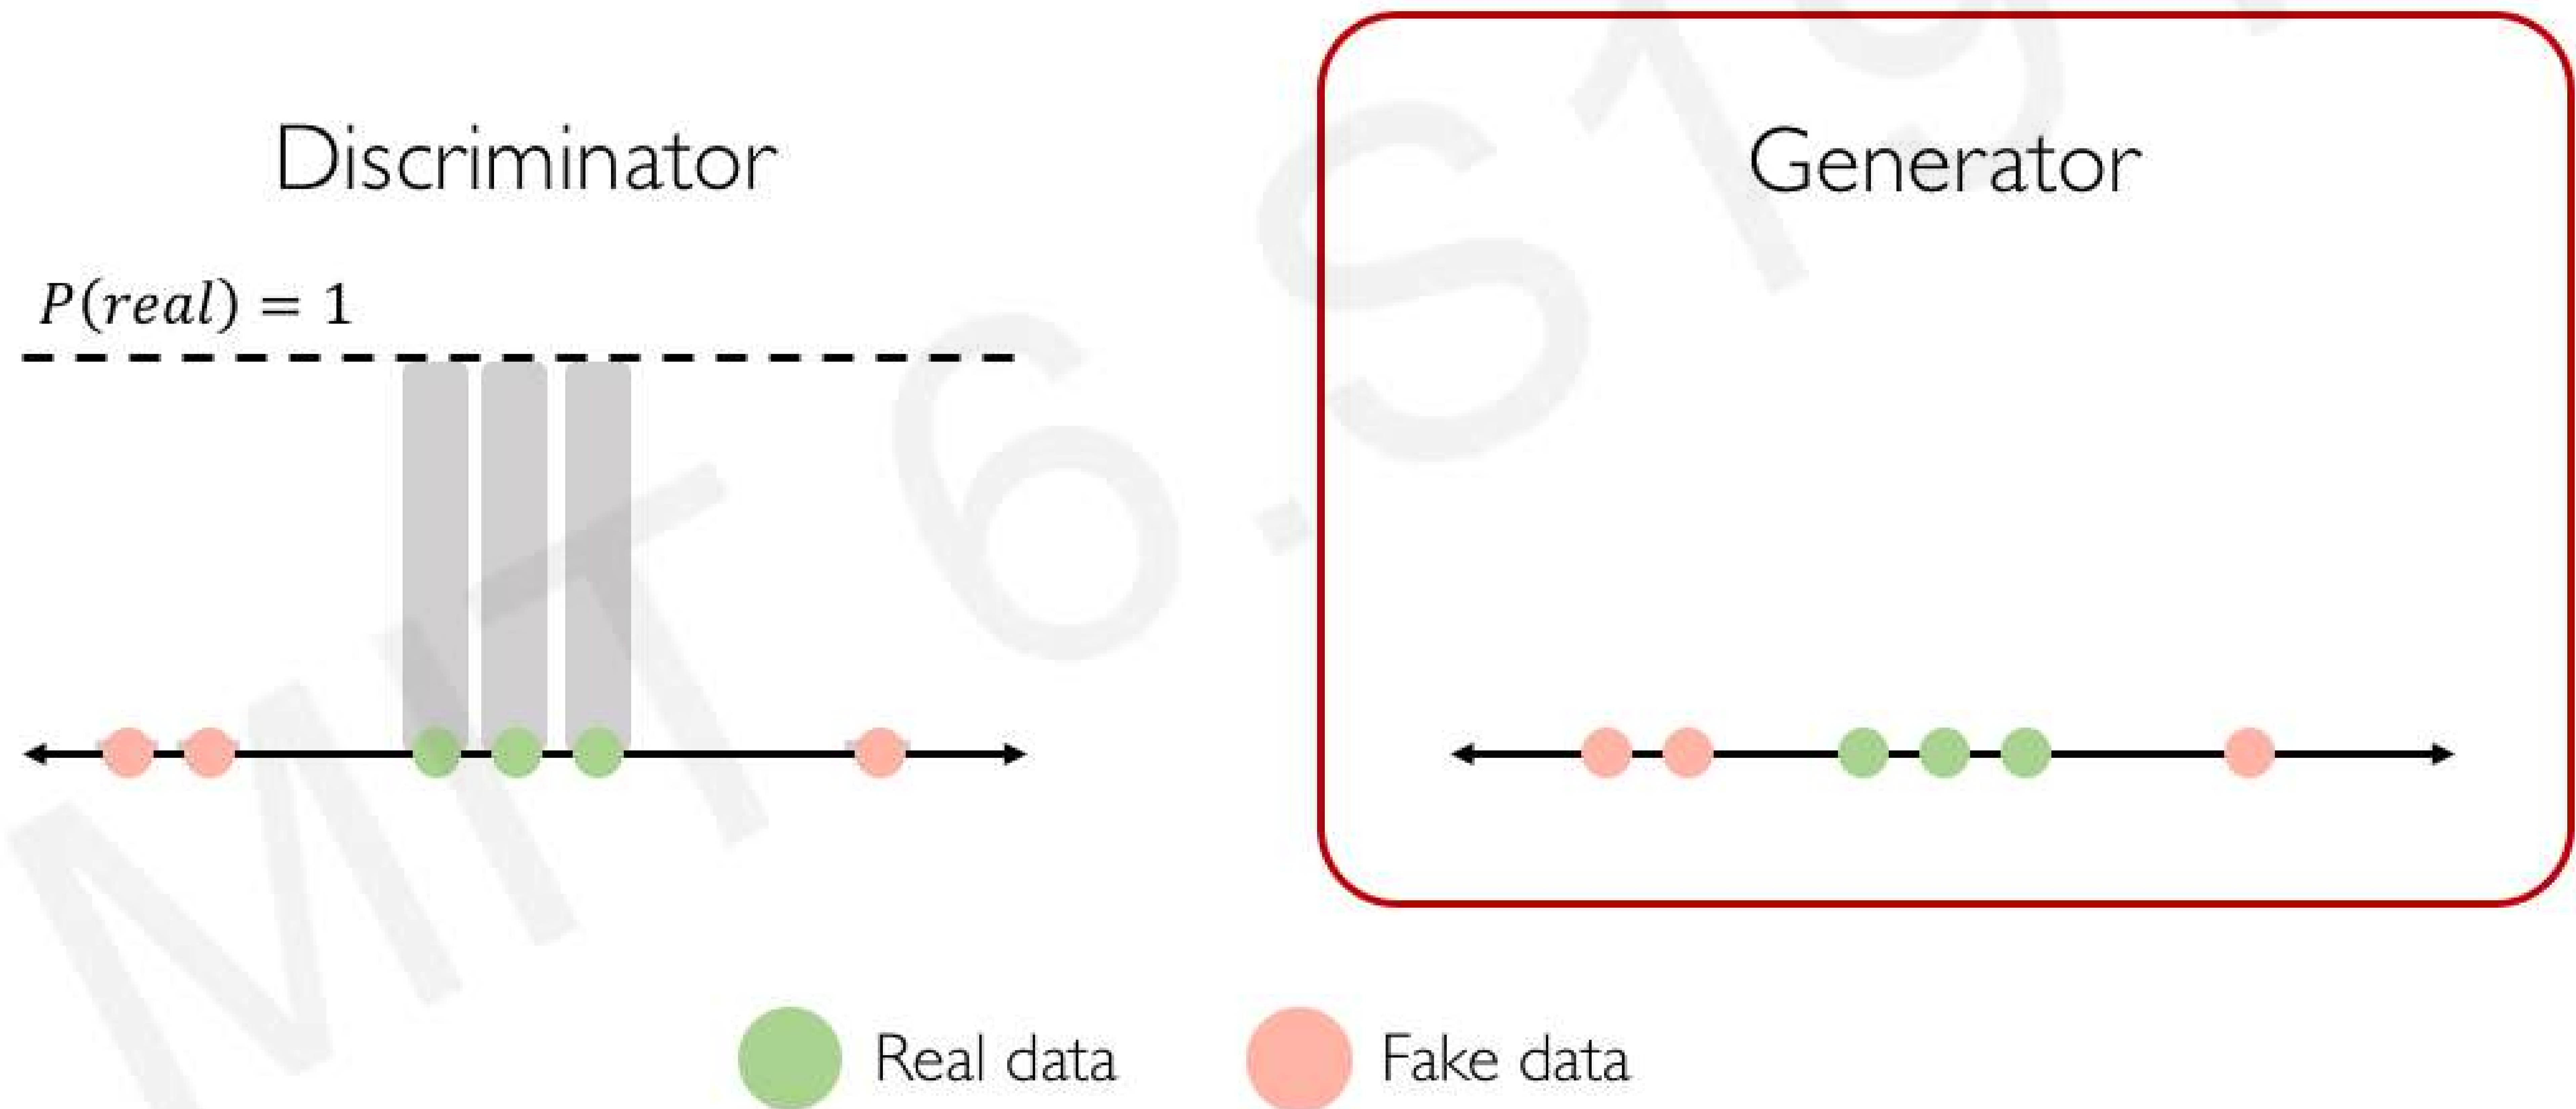 Discriminator
Generator
P(real) = 1
Real data
Fake data
MIT 6.S19